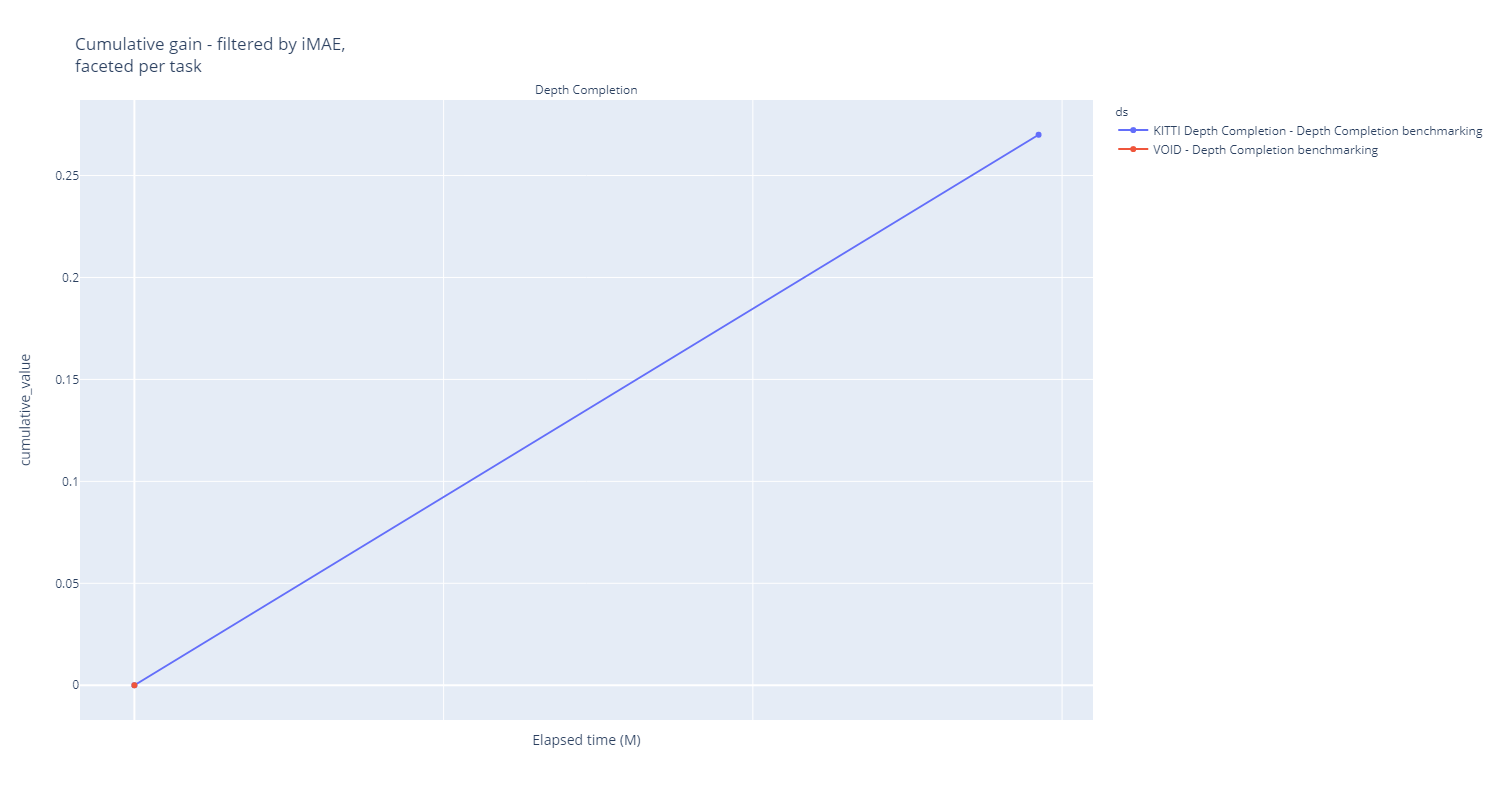 Cumulative gain - filtered by iMAE,
faceted per task
Depth Completion
ds
KITTI Depth Completion - Depth Completion benchmarking
VOID - Depth Completion benchmarking
0.25
0.2
0.15
0.1
0.05
0
cumulative_value
Elapsed time (M)